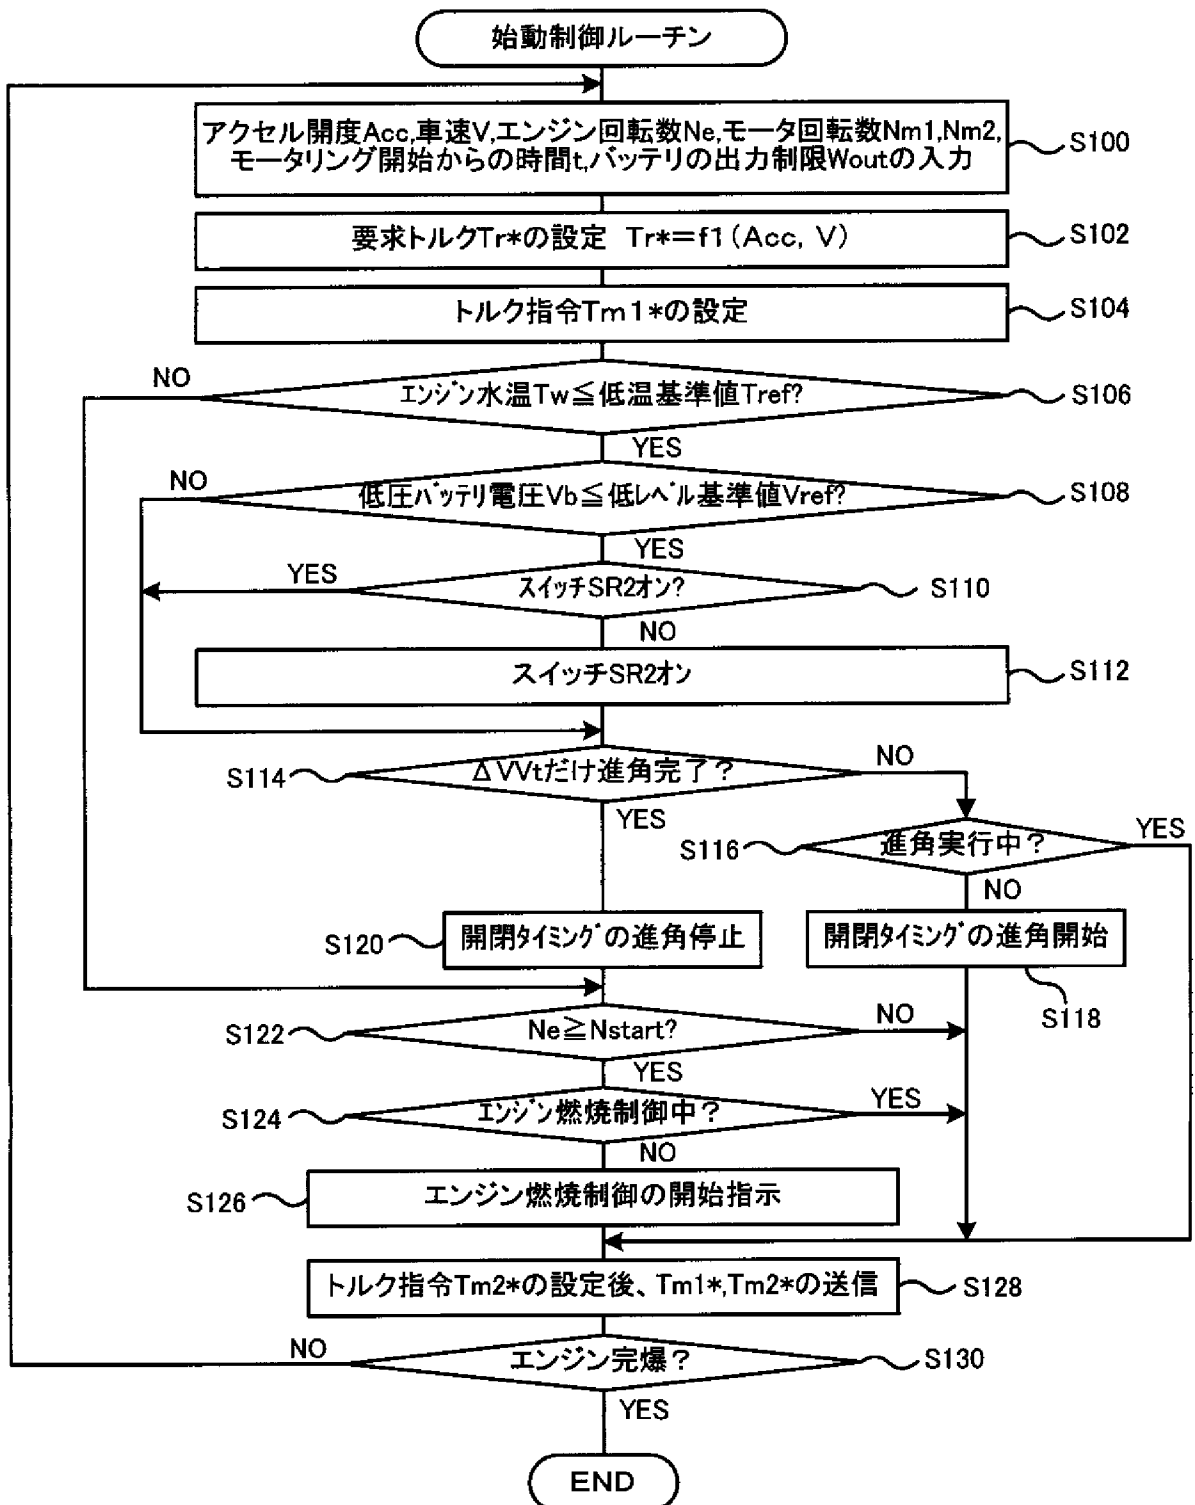 始動制御ルーチン
アクセル開度Acc,車速V,エンジン回転数Ne,モータ回転数Nm1,Nm2,
モータリング開始からの時間t,バッテリの出力制限Woutの入力
S100
要求トルクTr*の設定 Tr*=f1(Acc, V)
S102
トルク指令Tm1*の設定
S104
NO
エンジン水温Tw≦低温基準値Tref?
S106
YES
NO
低圧バッテリ電圧Vb≦低レベル基準値Vref?
S108
YES
YES
スイッチSR2オン?
S110
NO
スイッチSR2オン
S112
S114
ΔVVtだけ進角完了?
NO
YES
S116
進角実行中?
YES
NO
S120
開閉タイミングの進角停止
開閉タイミングの進角開始
S118
S122
Ne≧Nstart?
NO
YES
S124
エンジン燃焼制御中?
YES
NO
S126
エンジン燃焼制御の開始指示
トルク指令Tm2*の設定後、Tm1*,Tm2*の送信
S128
NO
エンジン完爆?
S130
YES
END